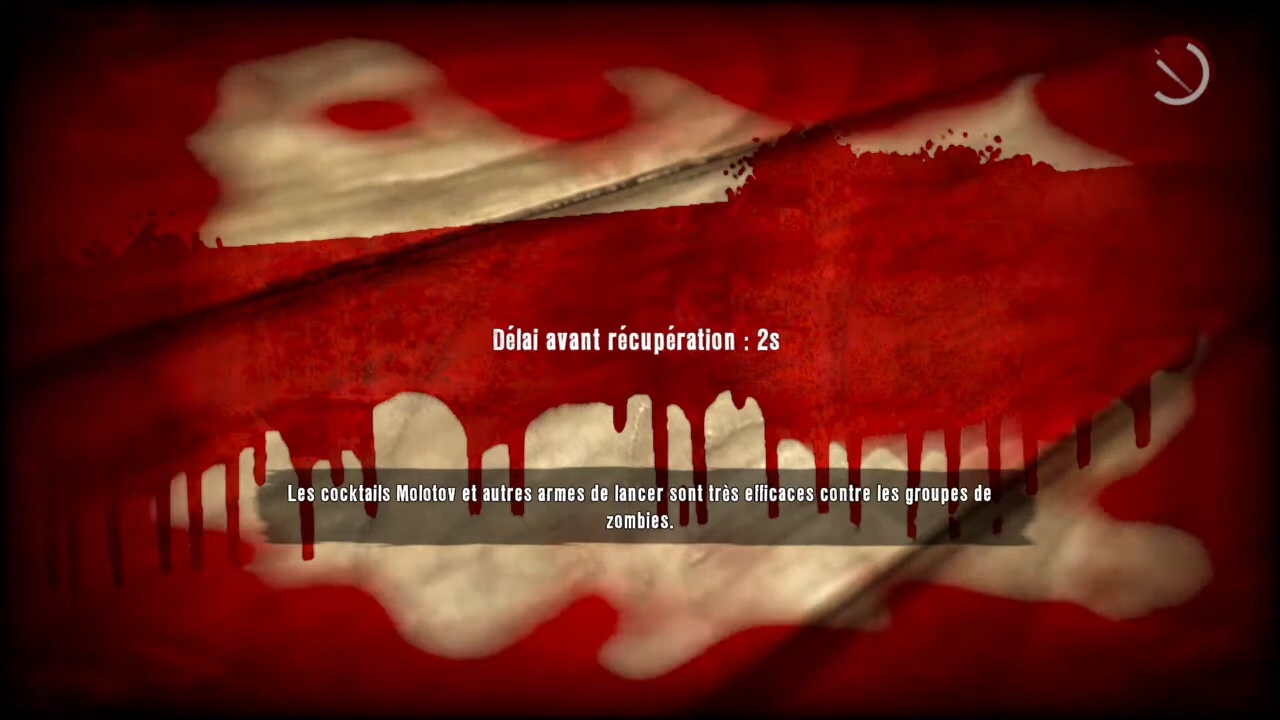 Délai avant récupération : 2s
Les cocktails Molotov et autres armes de lancer sont très efficaces contre les groupes de
zombies.